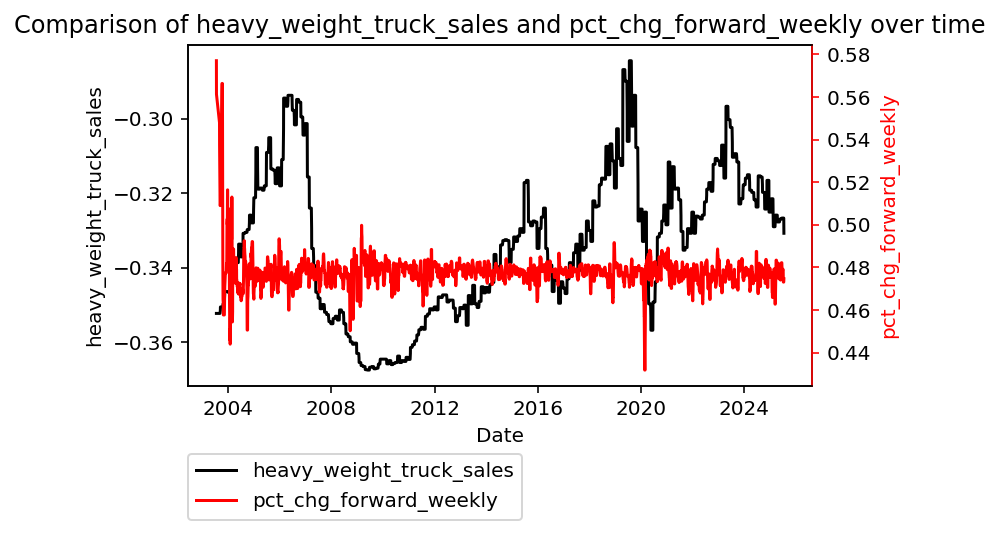 Comparison of heavy_weight_truck_sales and pct_chg_forward_weekly over time
heavy_weight_truck_sales
−0.30
−0.32
−0.34
−0.36
0.58
0.56
0.54
0.52
0.50
0.48
0.46
0.44
pct_chg_forward_weekly
2004 2008 2012 2016 2020 2024
Date
heavy_weight_truck_sales
pct_chg_forward_weekly